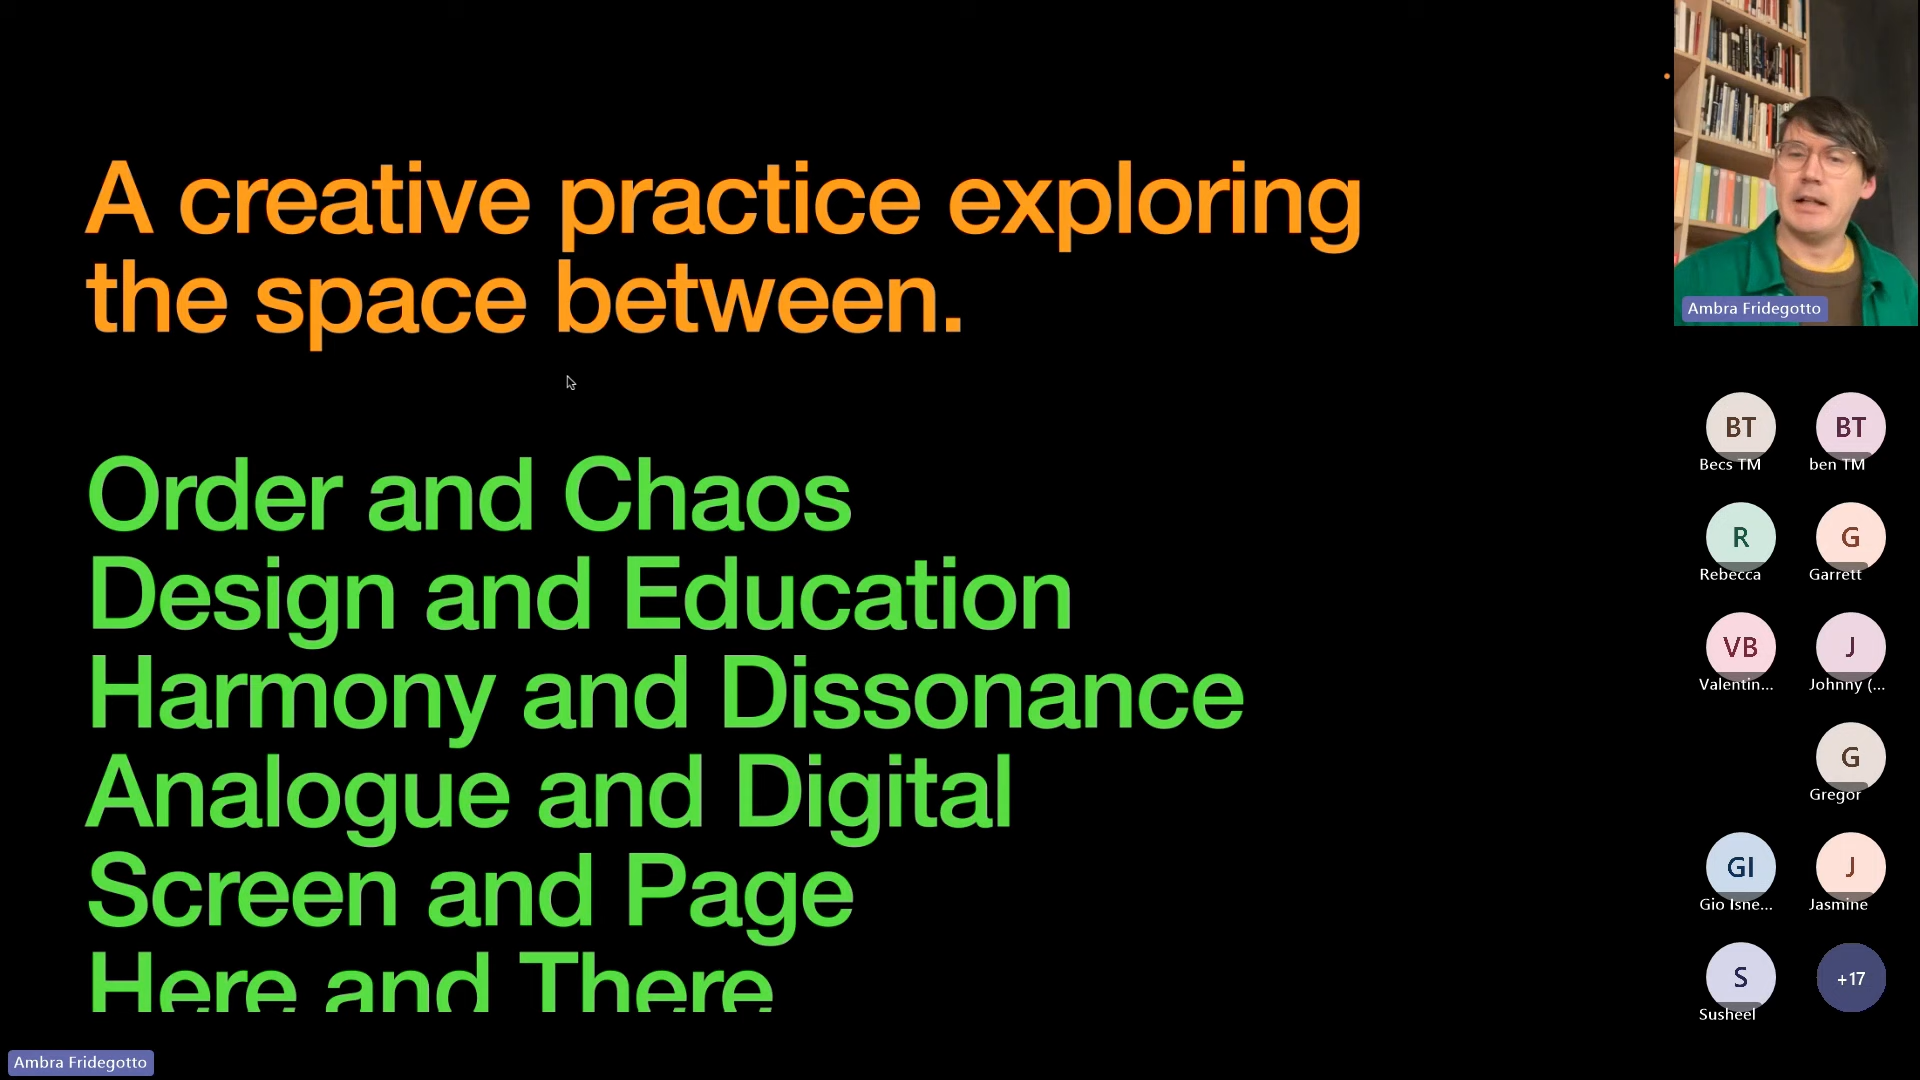 A creative practice exploring
the space between.
Order and Chaos
Design and Education
Harmony and Dissonance
Analogue and Digital
Screen and Page
Here and There
Ambra Fridegotto
Ambra Fridegotto
BT
Becs TM
BT
ben TM
R
Rebecca
G
Garrett
VB
Valentin...
J
Johnny (...
G
Gregor
GI
Gio Isne...
J
Jasmine
S
Susheel
+17